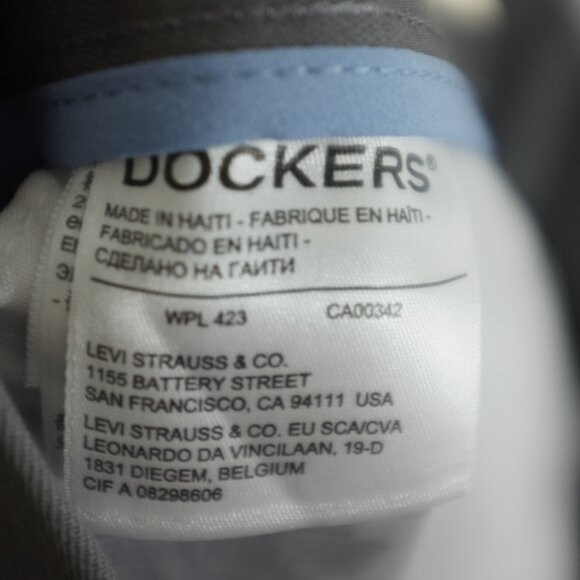 DOCKERS®
MADE IN HAITI - FABRIQUE EN HAÏTI -
FABRICADO EN HAITI -
СДЕЛАНО НА ГАИТИ
WPL 423 CA00342
LEVI STRAUSS & CO.
1155 BATTERY STREET
SAN FRANCISCO, CA 94111 USA
LEVI STRAUSS & CO. EU SCA/CVA
LEONARDO DA VINCILAAN, 19-D
1831 DIEGEM, BELGIUM
CIF A 08298606